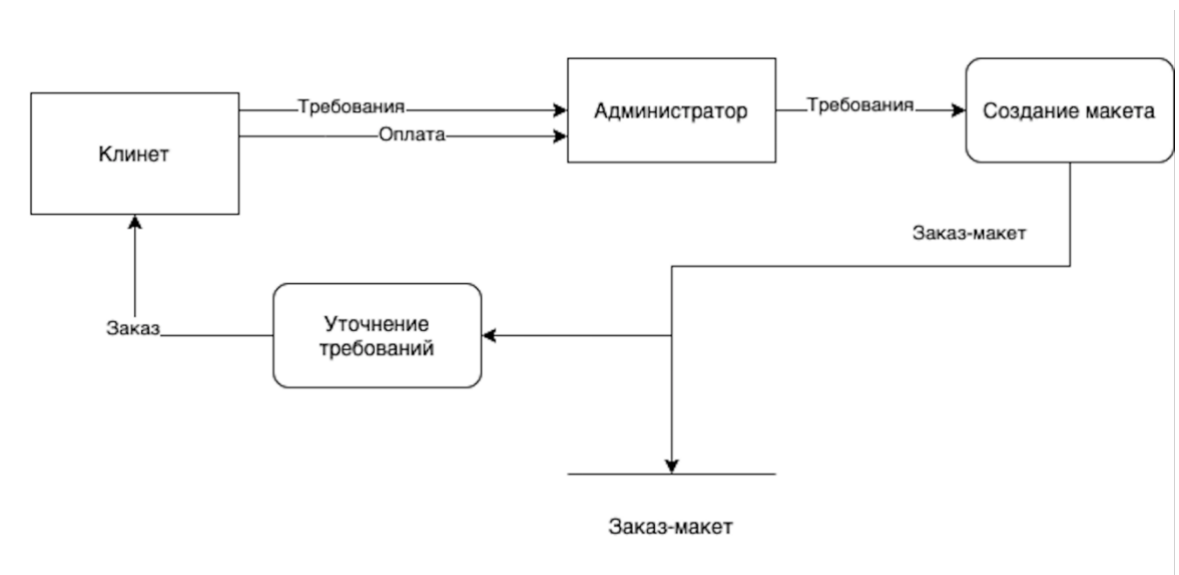 Требования
Администратор
Требования
Создание макета
Клинет
Оплата
Заказ-макет
Уточнение
требований
Заказ
Заказ-макет